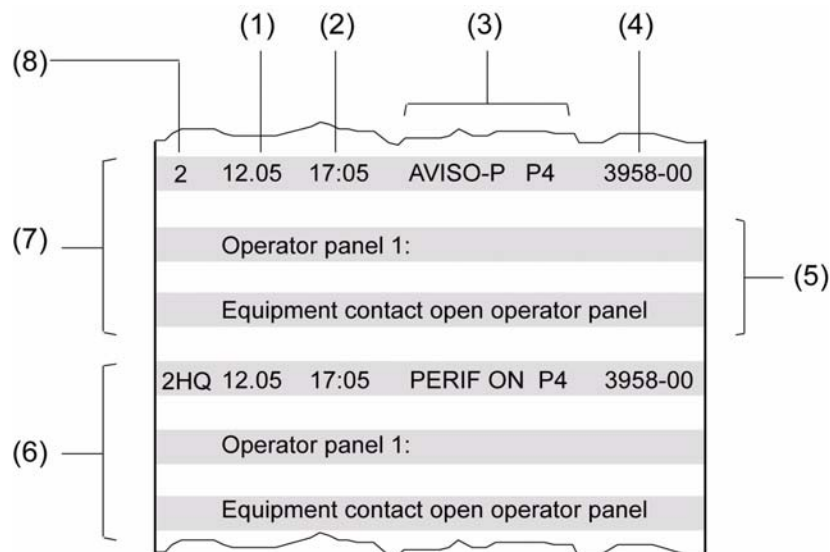 (1) (2) (3) (4)
(8)
2 12.05 17:05 AVISO-P P4 3958-00
(7)
Operator panel 1:
(5)
Equipment contact open operator panel
2HQ 12.05 17:05 PERIF ON P4 3958-00
(6)
Operator panel 1:
Equipment contact open operator panel